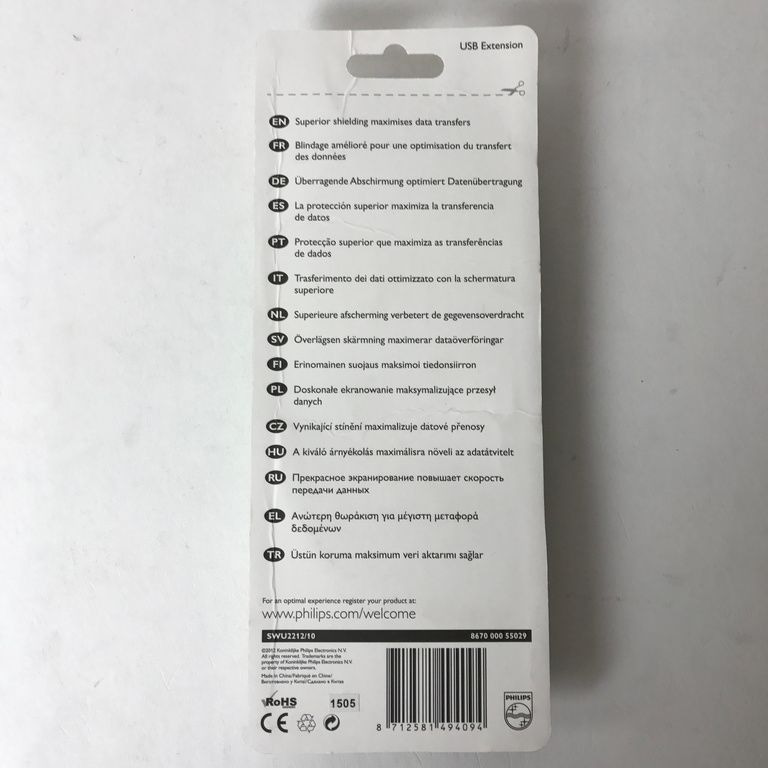 USB Extension
EN Superior shielding maximises data transfers
FR Blindage amélioré pour une optimisation du transfert
des données
DE Überragende Abschirmung optimiert Datenübertragung
ES La protección superior maximiza la transferencia
de datos
PT Protecção superior que maximiza as transferências
de dados
IT Trasferimento dei dati ottimizzato con la schermatura
superiore
NL Superieure afscherming verbetert de gegevensoverdracht
SV Överlägsen skärmning maximerar dataöverföringar
FI Erinomainen suojaus maksimoi tiedonsiirron
PL Doskonałe ekranowanie maksymalizujące przesył
danych
CZ Vynikající stínění maximalizuje datové přenosy
HU A kiváló árnyékolás maximálisra növeli az adatátvitelt
RU Прекрасное экранирование повышает скорость
передачи данных
EL Ανώτερη θωράκιση για μέγιστη μεταφορά
δεδομένων
TR Üstün koruma maksimum veri aktarımı sağlar
For an optimal experience register your product at:
www.philips.com/welcome
SWU2212/10 8670 000 55029
©2012 Koninklijke Philips Electronics N.V.
All rights reserved. Trademarks are the
property of Koninklijke Philips Electronics N.V.
or their respective owners.
Made in China/Fabriqué en Chine/
Виготовлено у Китаї/Сделано в Китае
RoHS
1505
CE
8 712581 494094
PHILIPS